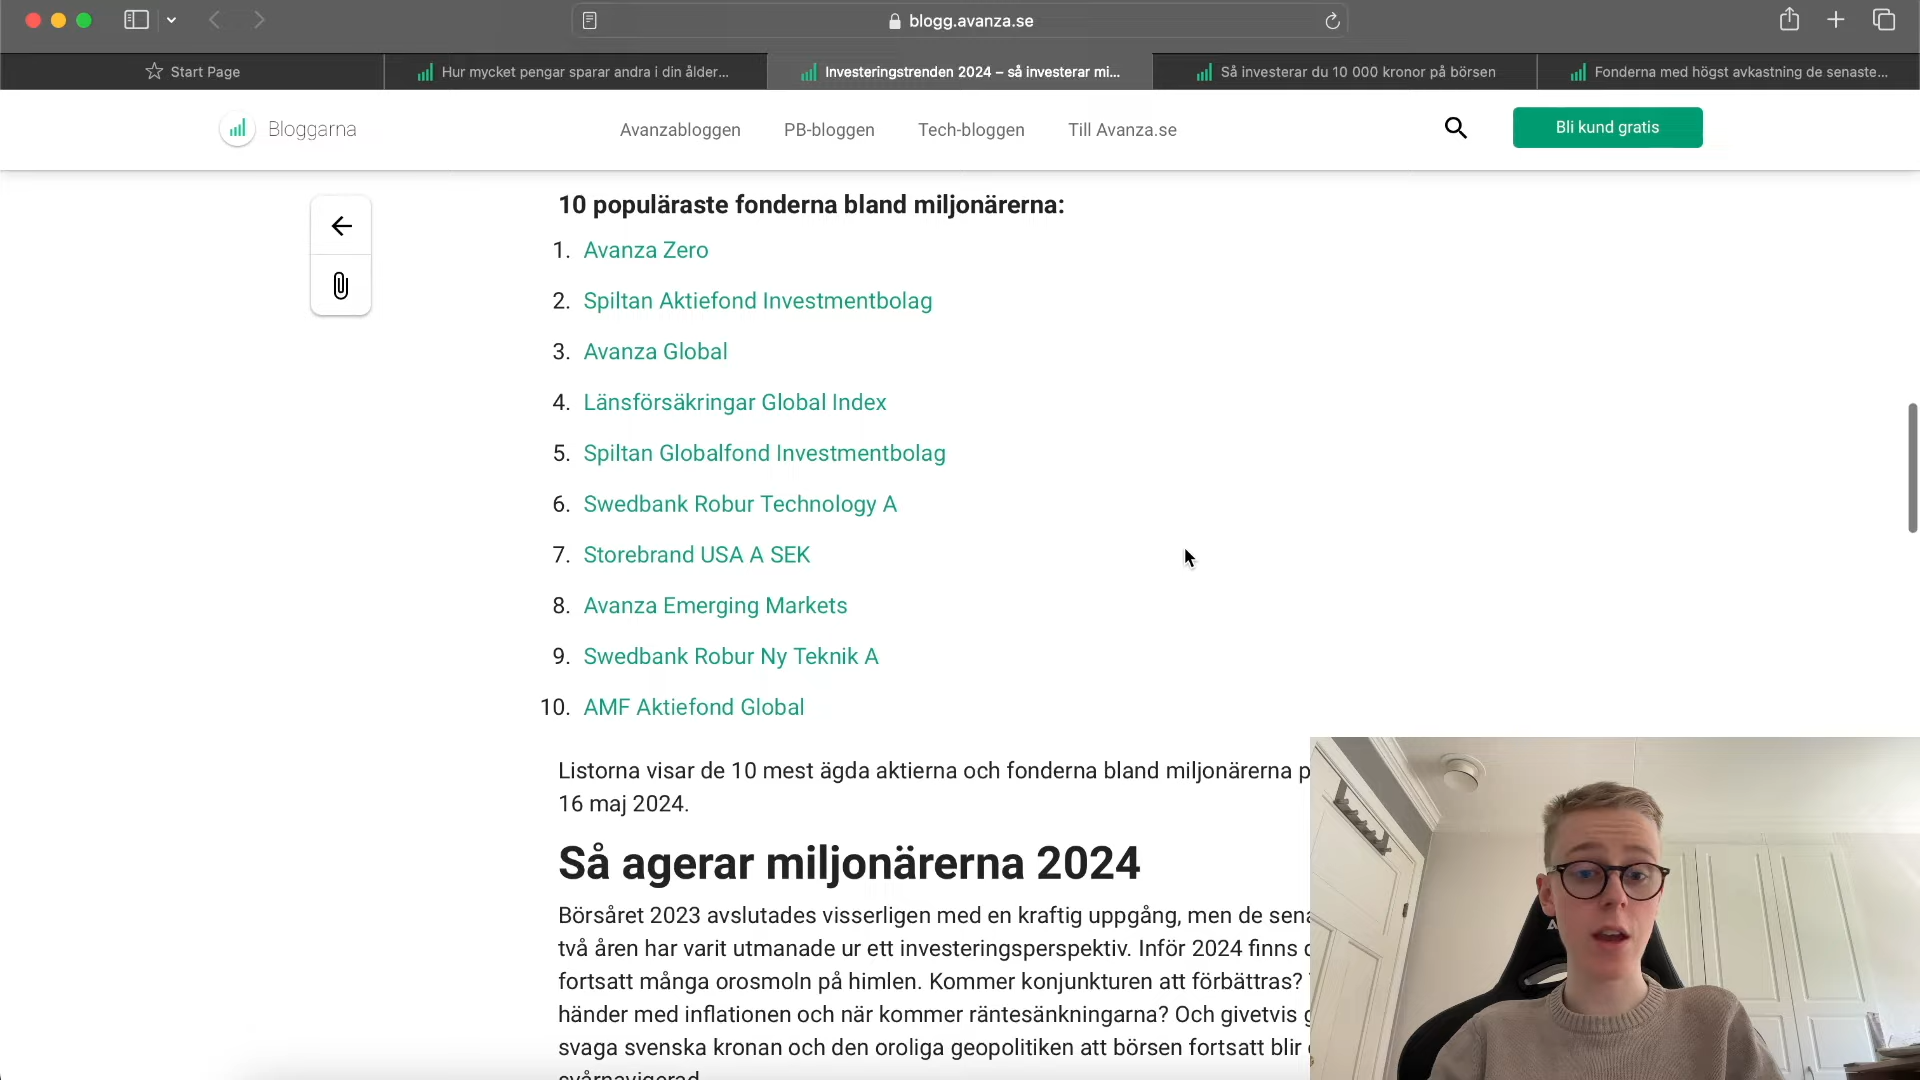 blogg.avanza.se
Start Page
Hur mycket pengar sparar andra i din ålder...
Investeringstrenden 2024 – så investerar mi...
Så investerar du 10 000 kronor på börsen
Fonderna med högst avkastning de senaste...
Bloggarna
Avanzabloggen
PB-bloggen
Tech-bloggen
Till Avanza.se
Bli kund gratis
10 populäraste fonderna bland miljonärerna:
1. Avanza Zero
2. Spiltan Aktiefond Investmentbolag
3. Avanza Global
4. Länsförsäkringar Global Index
5. Spiltan Globalfond Investmentbolag
6. Swedbank Robur Technology A
7. Storebrand USA A SEK
8. Avanza Emerging Markets
9. Swedbank Robur Ny Teknik A
10. AMF Aktiefond Global
Listorna visar de 10 mest ägda aktierna och fonderna bland miljonärerna
16 maj 2024.
Så agerar miljonärerna 2024
Börsåret 2023 avslutades visserligen med en kraftig uppgång, men de
två åren har varit utmanade ur ett investeringsperspektiv. Inför 2024 finns
fortsatt många orosmoln på himlen. Kommer konjunkturen att förbättras?
händer med inflationen och när kommer räntesänkningarna? Och givetvis
svaga svenska kronan och den oroliga geopolitiken att börsen fortsatt blir
svårnavigerad